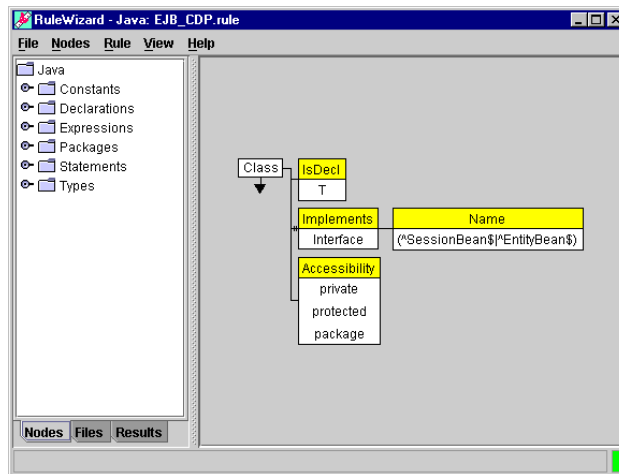 RuleWizard - Java: EJB_CDP.rule
File Nodes Rule View Help
Java
Constants
Declarations
Expressions
Packages
Statements
Types
Class
IsDecl
T
Implements
Interface
Name
(^SessionBean$|^EntityBean$)
Accessibility
private
protected
package
Nodes Files Results